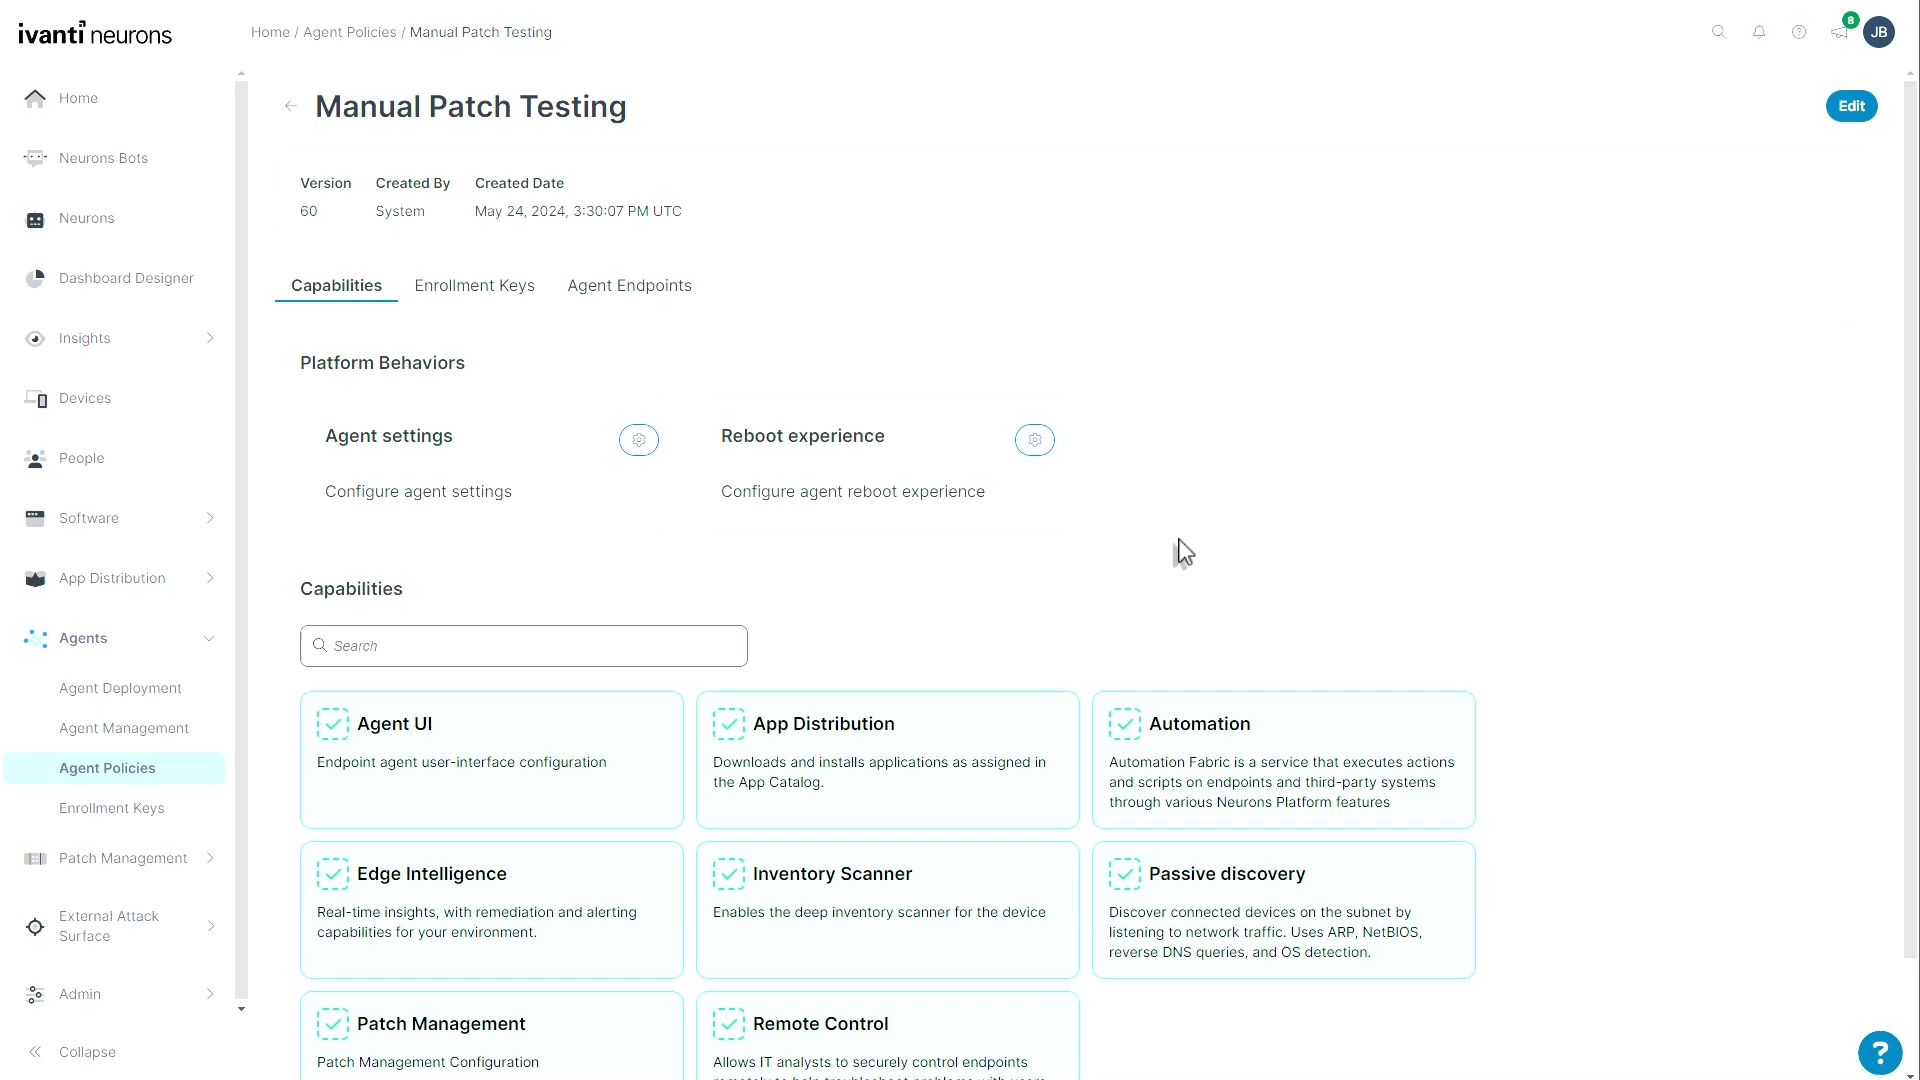 ivanti neurons
Home / Agent Policies / Manual Patch Testing
8
JB
Home
Neurons Bots
Neurons
Dashboard Designer
Insights
Devices
People
Software
App Distribution
Agents
Agent Deployment
Agent Management
Agent Policies
Enrollment Keys
Patch Management
External Attack
Surface
Admin
Collapse
Manual Patch Testing
Edit
Version Created By Created Date
60 System May 24, 2024, 3:30:07 PM UTC
Capabilities Enrollment Keys Agent Endpoints
Platform Behaviors
Agent settings
Configure agent settings
Reboot experience
Configure agent reboot experience
Capabilities
Search
Agent UI
Endpoint agent user-interface configuration
App Distribution
Downloads and installs applications as assigned in
the App Catalog.
Automation
Automation Fabric is a service that executes actions
and scripts on endpoints and third-party systems
through various Neurons Platform features
Edge Intelligence
Real-time insights, with remediation and alerting
capabilities for your environment.
Inventory Scanner
Enables the deep inventory scanner for the device
Passive discovery
Discover connected devices on the subnet by
listening to network traffic. Uses ARP, NetBIOS,
reverse DNS queries, and OS detection.
Patch Management
Patch Management Configuration
Remote Control
Allows IT analysts to securely control endpoints
?